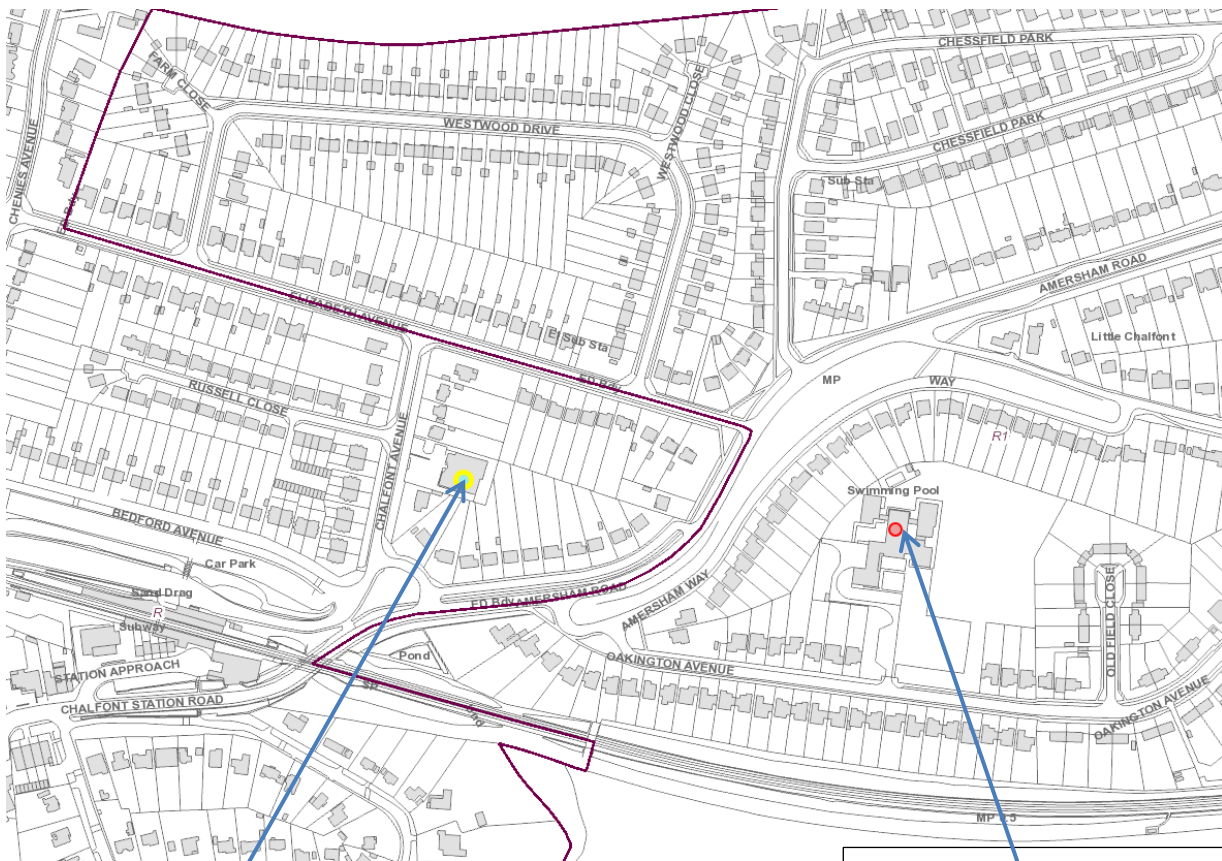 CHESSFIELD PARK
FARM CLOSE
WESTWOOD CLOSE
WESTWOOD DRIVE
CHESSFIELD PARK
CHENIES AVENUE
Sub Sta
ED Bdy
AMERSHAM ROAD
ELIZABETH AVENUE
El Sub Sta
Little Chalfont
ED Bdy
MP
WAY
RUSSELL CLOSE
CHALFONT AVENUE
R1
Swimming Pool
BEDFORD AVENUE
Car Park
Sand Drag
R
Subway
ED Bdy
AMERSHAM ROAD
AMERSHAM WAY
OLD FIELD CLOSE
Pond
OAKINGTON AVENUE
STATION APPROACH
SP
CHALFONT STATION ROAD
OAKINGTON AVENUE